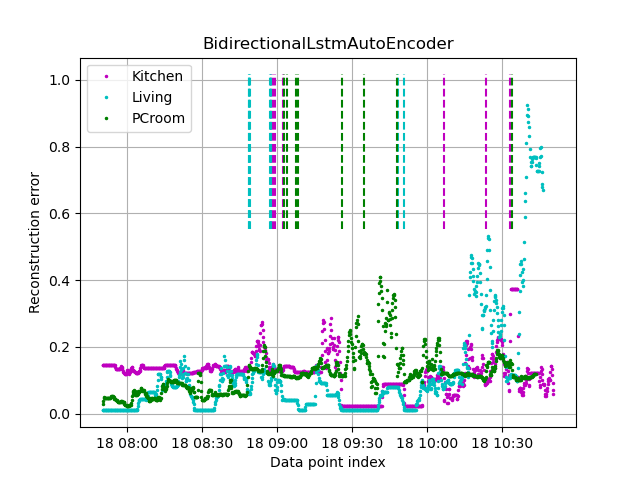 BidirectionalLstmAutoEncoder
Kitchen
Living
PCroom
Reconstruction error
1.0
0.8
0.6
0.4
0.2
0.0
18 08:00 18 08:30 18 09:00 18 09:30 18 10:00 18 10:30
Data point index